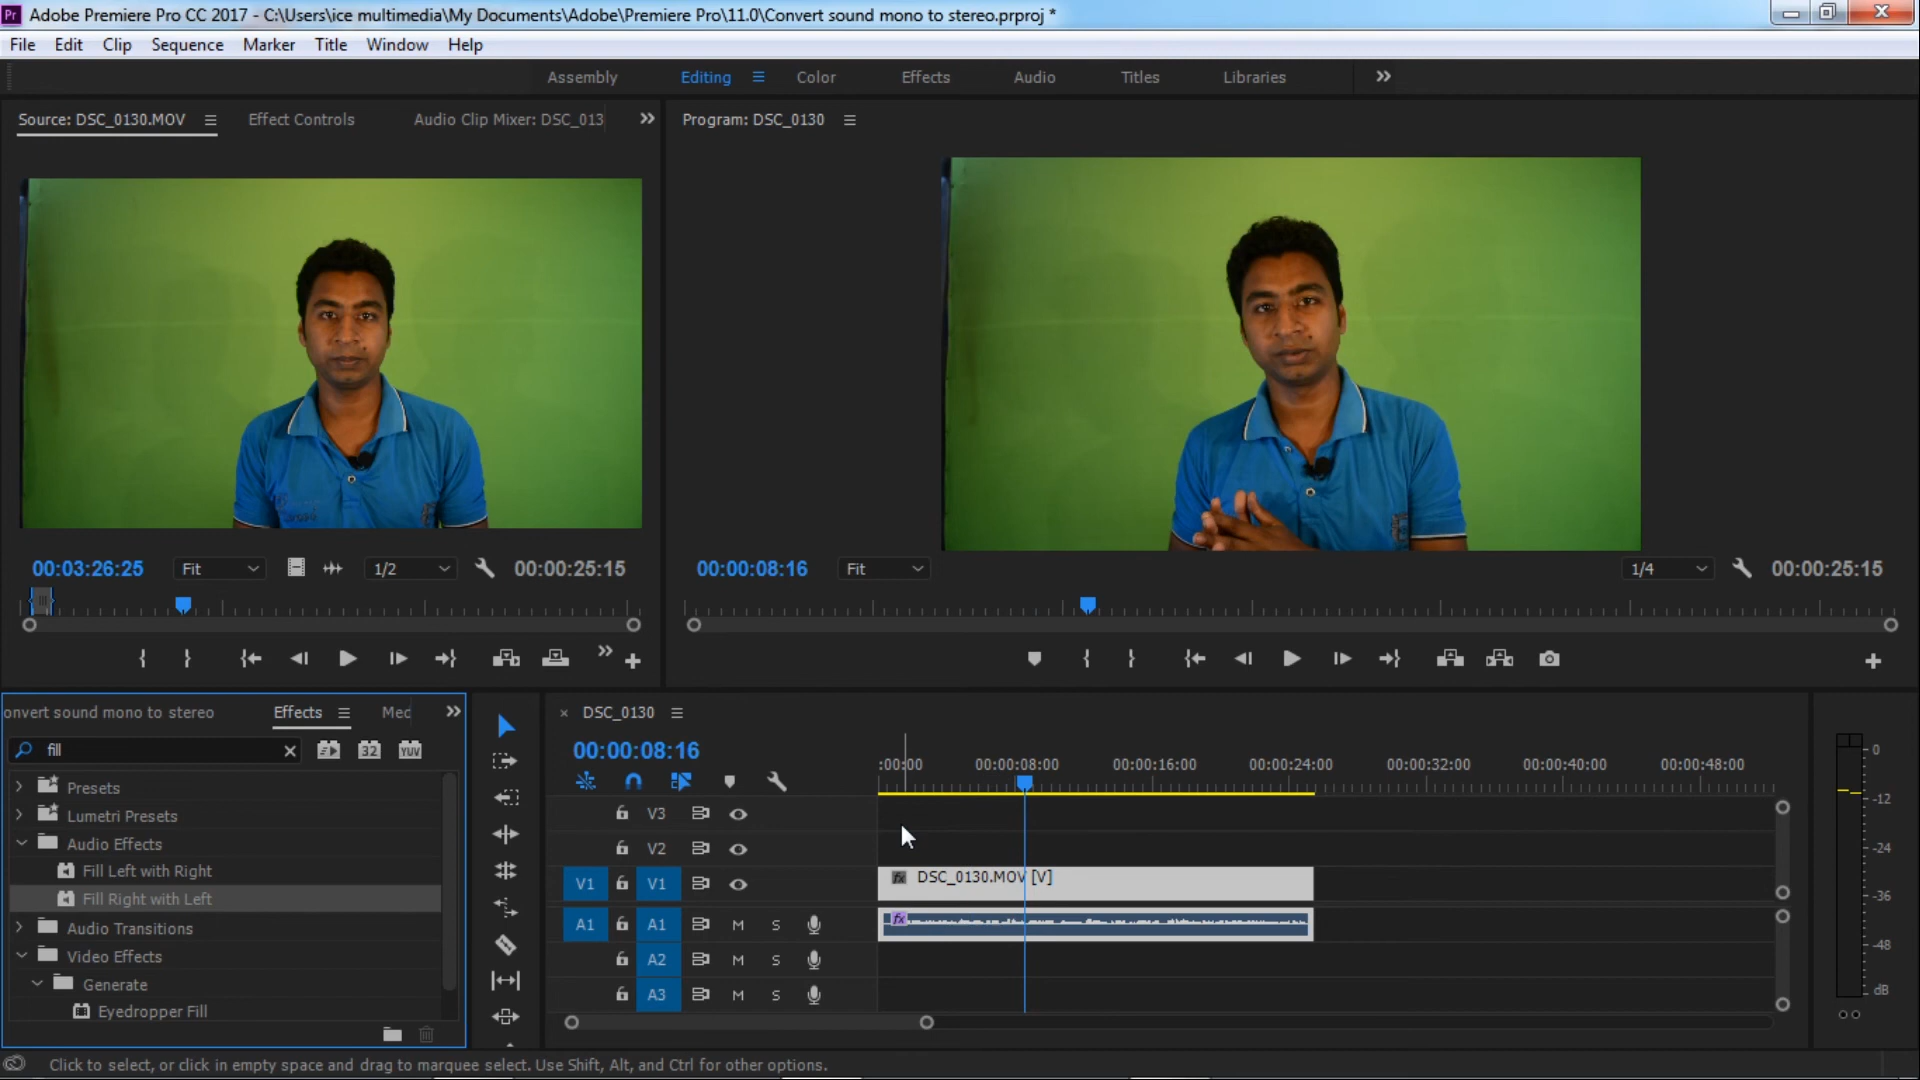 Pr Adobe Premiere Pro CC 2017 - C:\Users\ice multimedia\My Documents\Adobe\Premiere Pro\11.0\Convert sound mono to stereo.prproj *
File Edit Clip Sequence Marker Title Window Help
Assembly Editing Color Effects Audio Titles Libraries
Source: DSC_0130.MOV Effect Controls Audio Clip Mixer: DSC_013
Program: DSC_0130
00:03:26:25 Fit 1/2 00:00:25:15
00:00:08:16 Fit 1/4 00:00:25:15
onvert sound mono to stereo Effects Med
fill 32 YUV
Presets
Lumetri Presets
Audio Effects
Fill Left with Right
Fill Right with Left
Audio Transitions
Video Effects
Generate
Eyedropper Fill
DSC_0130
00:00:08:16
:00:00 00:00:08:00 00:00:16:00 00:00:24:00 00:00:32:00 00:00:40:00 00:00:48:00
V3
V2
V1 V1 fx DSC_0130.MOV [V]
A1 A1 M S fx
A2 M S
A3 M S
0
-12
-24
-36
-48
dB
Click to select, or click in empty space and drag to marquee select. Use Shift, Alt, and Ctrl for other options.